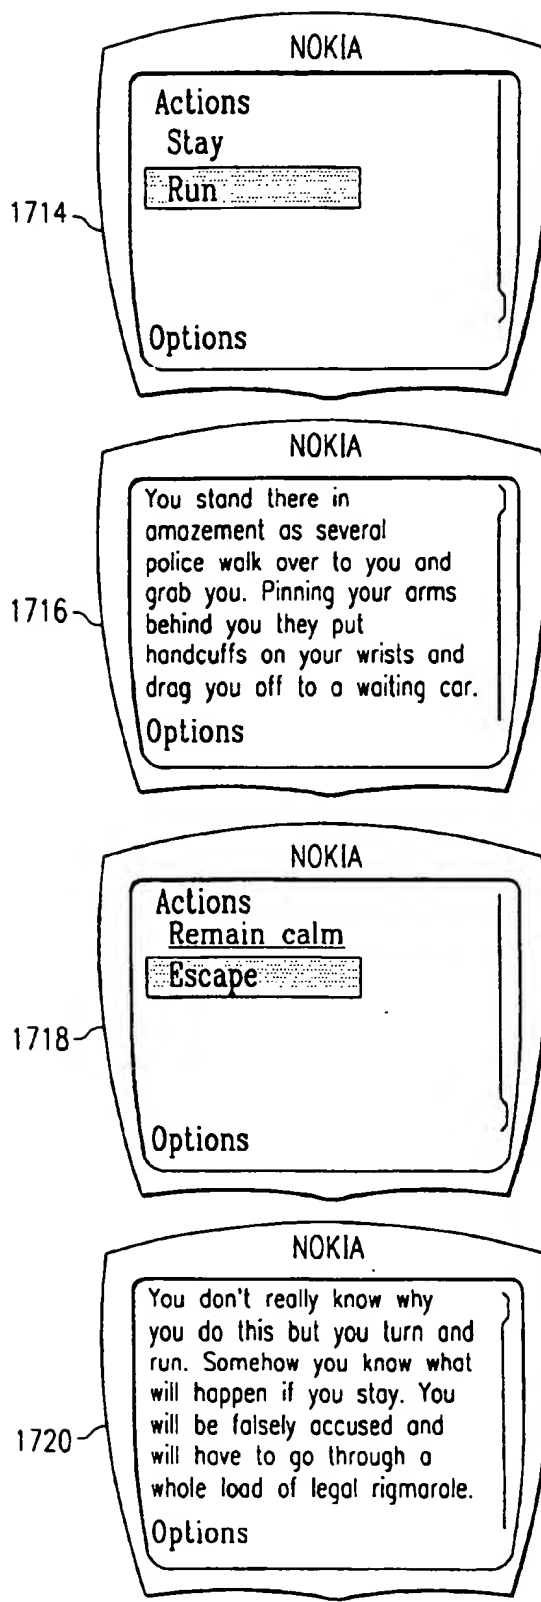 NOKIA
Actions
Stay
Run
1714
Options
NOKIA
You stand there in
amazement as several
police walk over to you and
grab you. Pinning your arms
1716
behind you they put
handcuffs on your wrists and
drag you off to a waiting car.
Options
NOKIA
Actions
Remain calm
Escape
1718
Options
NOKIA
You don't really know why
you do this but you turn and
run. Somehow you know what
will happen if you stay. You
will be falsely accused and
1720
will have to go through a
whole load of legal rigmarole.
Options